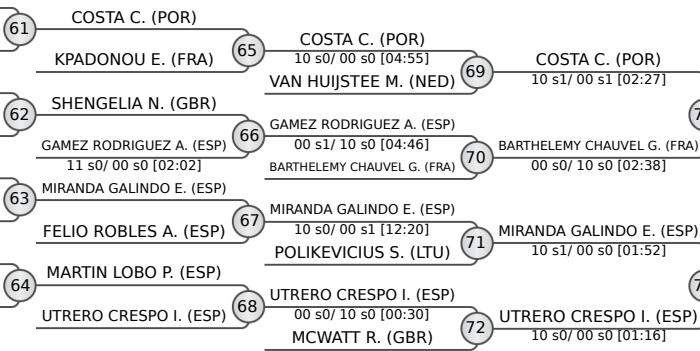 61
COSTA C. (POR)
KPADONOU E. (FRA)
65
COSTA C. (POR)
10 s0/ 00 s0 [04:55]
VAN HUIJSTEE M. (NED)
69
COSTA C. (POR)
10 s1/ 00 s1 [02:27]
62
SHENGELIA N. (GBR)
GAMEZ RODRIGUEZ A. (ESP)
11 s0/ 00 s0 [02:02]
66
GAMEZ RODRIGUEZ A. (ESP)
00 s1/ 10 s0 [04:46]
BARTHELEMY CHAUVEL G. (FRA)
70
BARTHELEMY CHAUVEL G. (FRA)
00 s0/ 10 s0 [02:38]
63
MIRANDA GALINDO E. (ESP)
FELIO ROBLES A. (ESP)
67
MIRANDA GALINDO E. (ESP)
10 s0/ 00 s1 [12:20]
POLIKEVICIUS S. (LTU)
71
MIRANDA GALINDO E. (ESP)
10 s1/ 00 s0 [01:52]
64
MARTIN LOBO P. (ESP)
UTRERO CRESPO I. (ESP)
68
UTRERO CRESPO I. (ESP)
00 s0/ 10 s0 [00:30]
MCWATT R. (GBR)
72
UTRERO CRESPO I. (ESP)
10 s0/ 00 s0 [01:16]